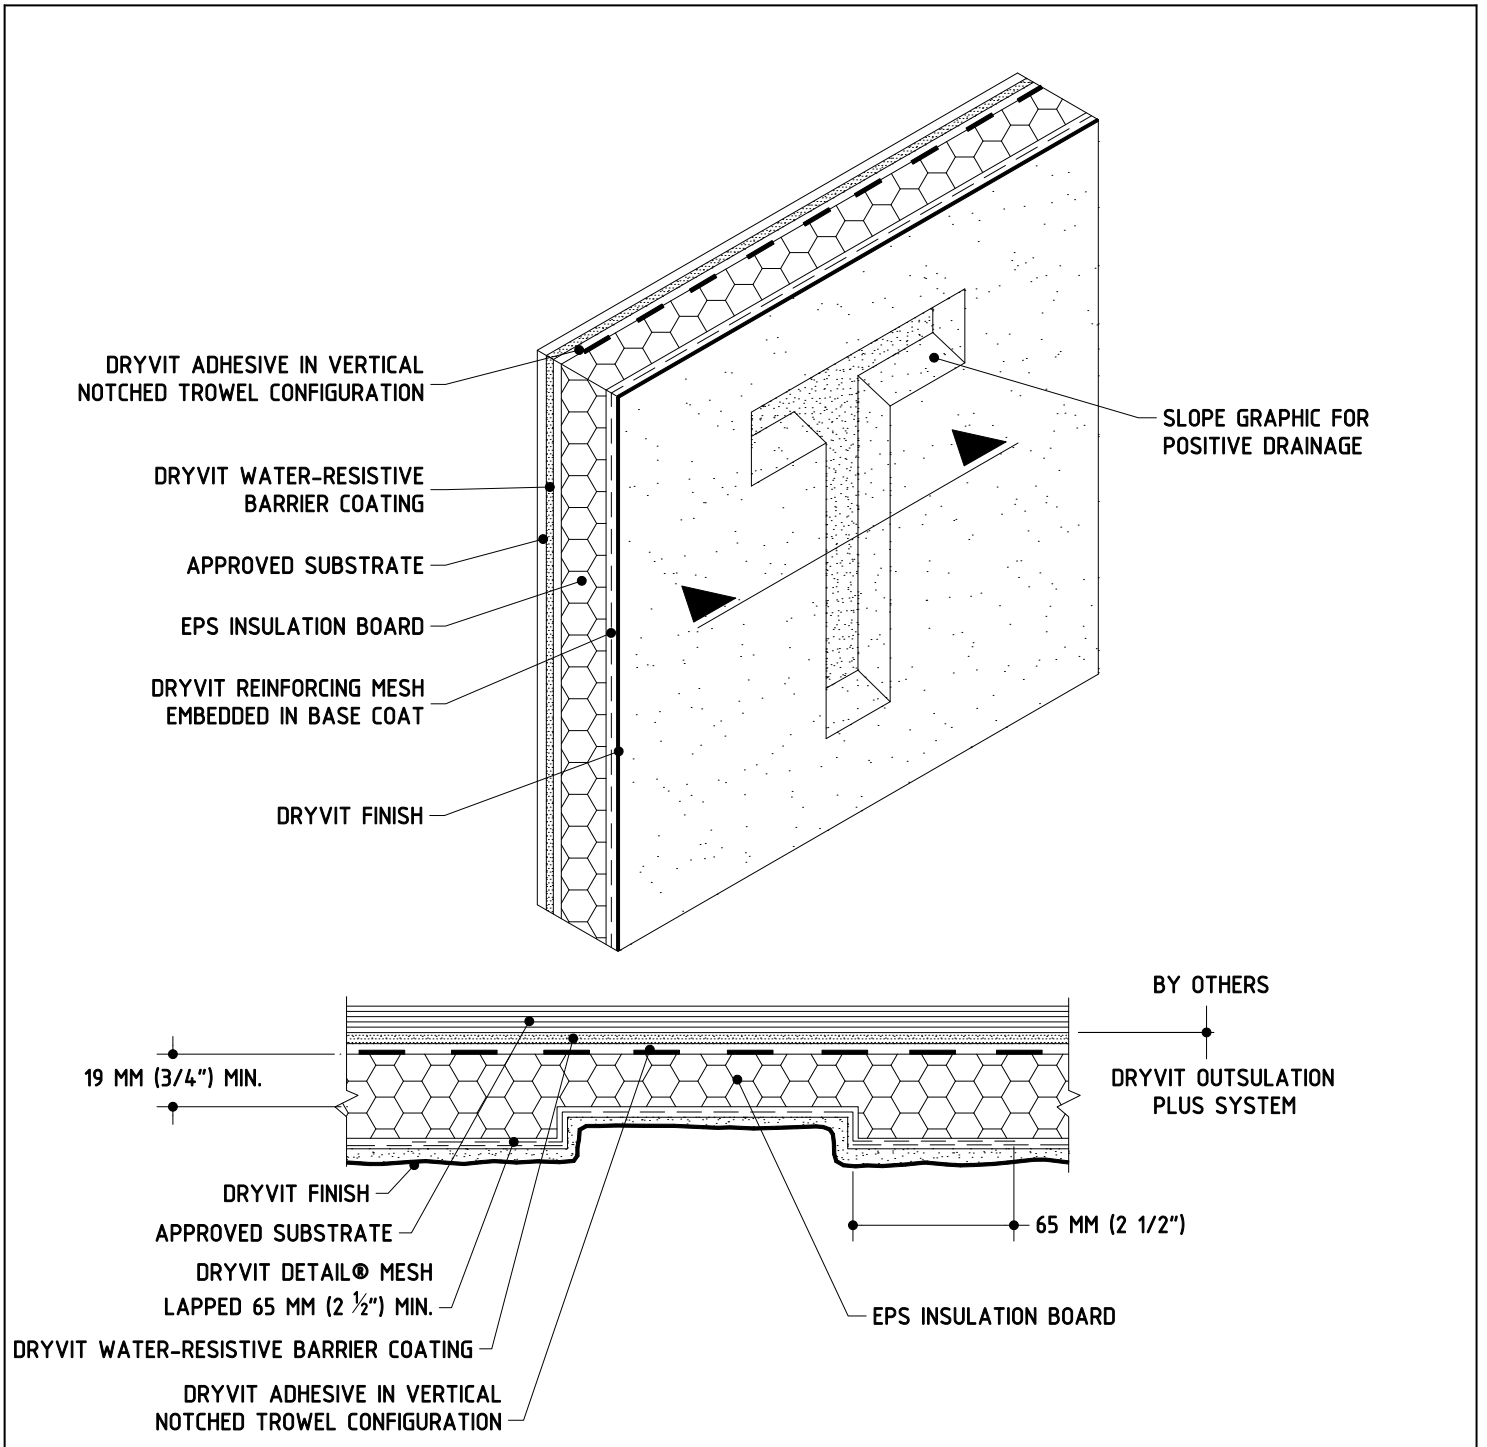 DRYVIT ADHESIVE IN VERTICAL
NOTCHED TROWEL CONFIGURATION
SLOPE GRAPHIC FOR
POSITIVE DRAINAGE
DRYVIT WATER-RESISTIVE
BARRIER COATING
APPROVED SUBSTRATE
EPS INSULATION BOARD
DRYVIT REINFORCING MESH
EMBEDDED IN BASE COAT
DRYVIT FINISH
BY OTHERS
19 MM (3/4") MIN.
DRYVIT OUTSULATION
PLUS SYSTEM
DRYVIT FINISH
APPROVED SUBSTRATE
65 MM (2 1/2")
DRYVIT DETAIL® MESH
LAPPED 65 MM (2 ½") MIN.
EPS INSULATION BOARD
DRYVIT WATER-RESISTIVE BARRIER COATING
DRYVIT ADHESIVE IN VERTICAL
NOTCHED TROWEL CONFIGURATION